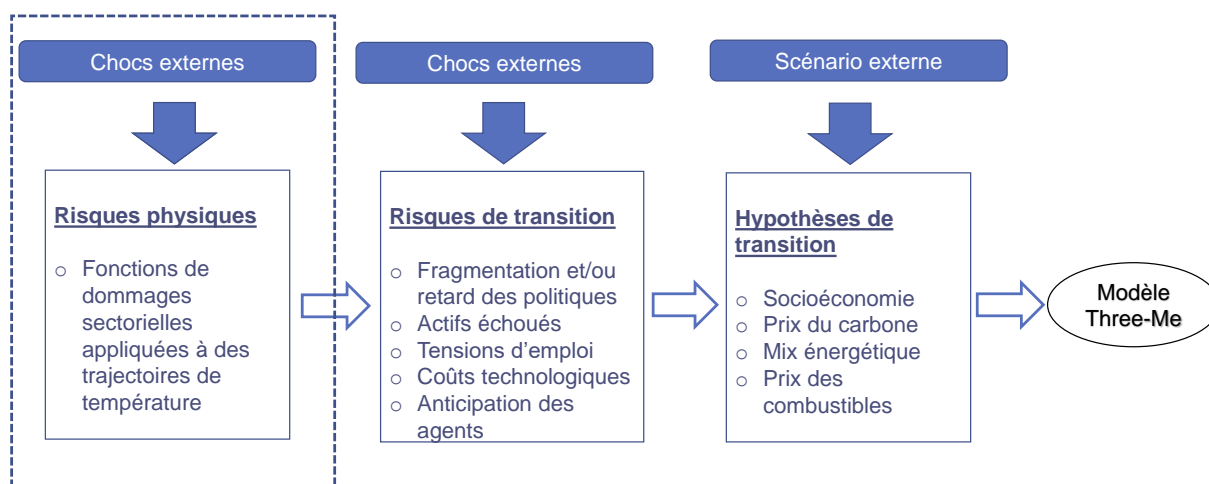 Chocs externes
Chocs externes
Scénario externe
Risques physiques
○ Fonctions de
dommages
sectorielles
appliquées à des
trajectoires de
température
Risques de transition
○ Fragmentation et/ou
retard des politiques
○ Actifs échoués
○ Tensions d'emploi
○ Coûts technologiques
○ Anticipation des
agents
Hypothèses de
transition
○ Socioéconomie
○ Prix du carbone
○ Mix énergétique
○ Prix des
combustibles
Modèle
Three-Me